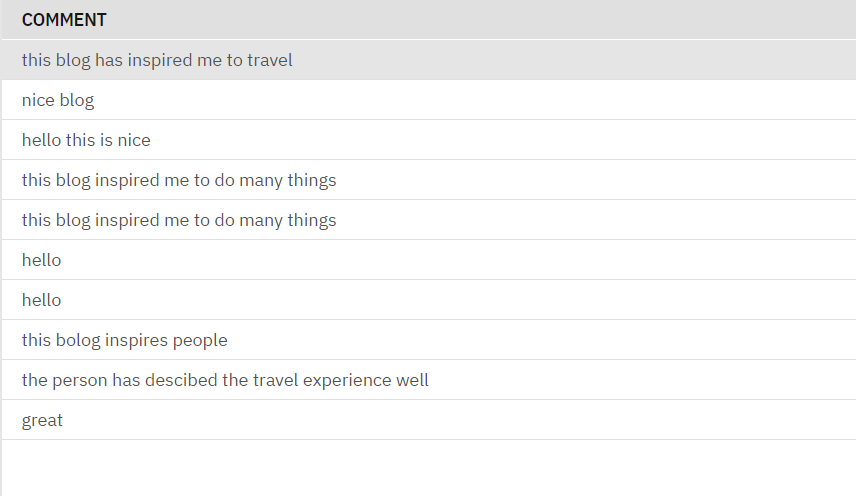 COMMENT
this blog has inspired me to travel
nice blog
hello this is nice
this blog inspired me to do many things
this blog inspired me to do many things
hello
hello
this bolog inspires people
the person has descibed the travel experience well
great